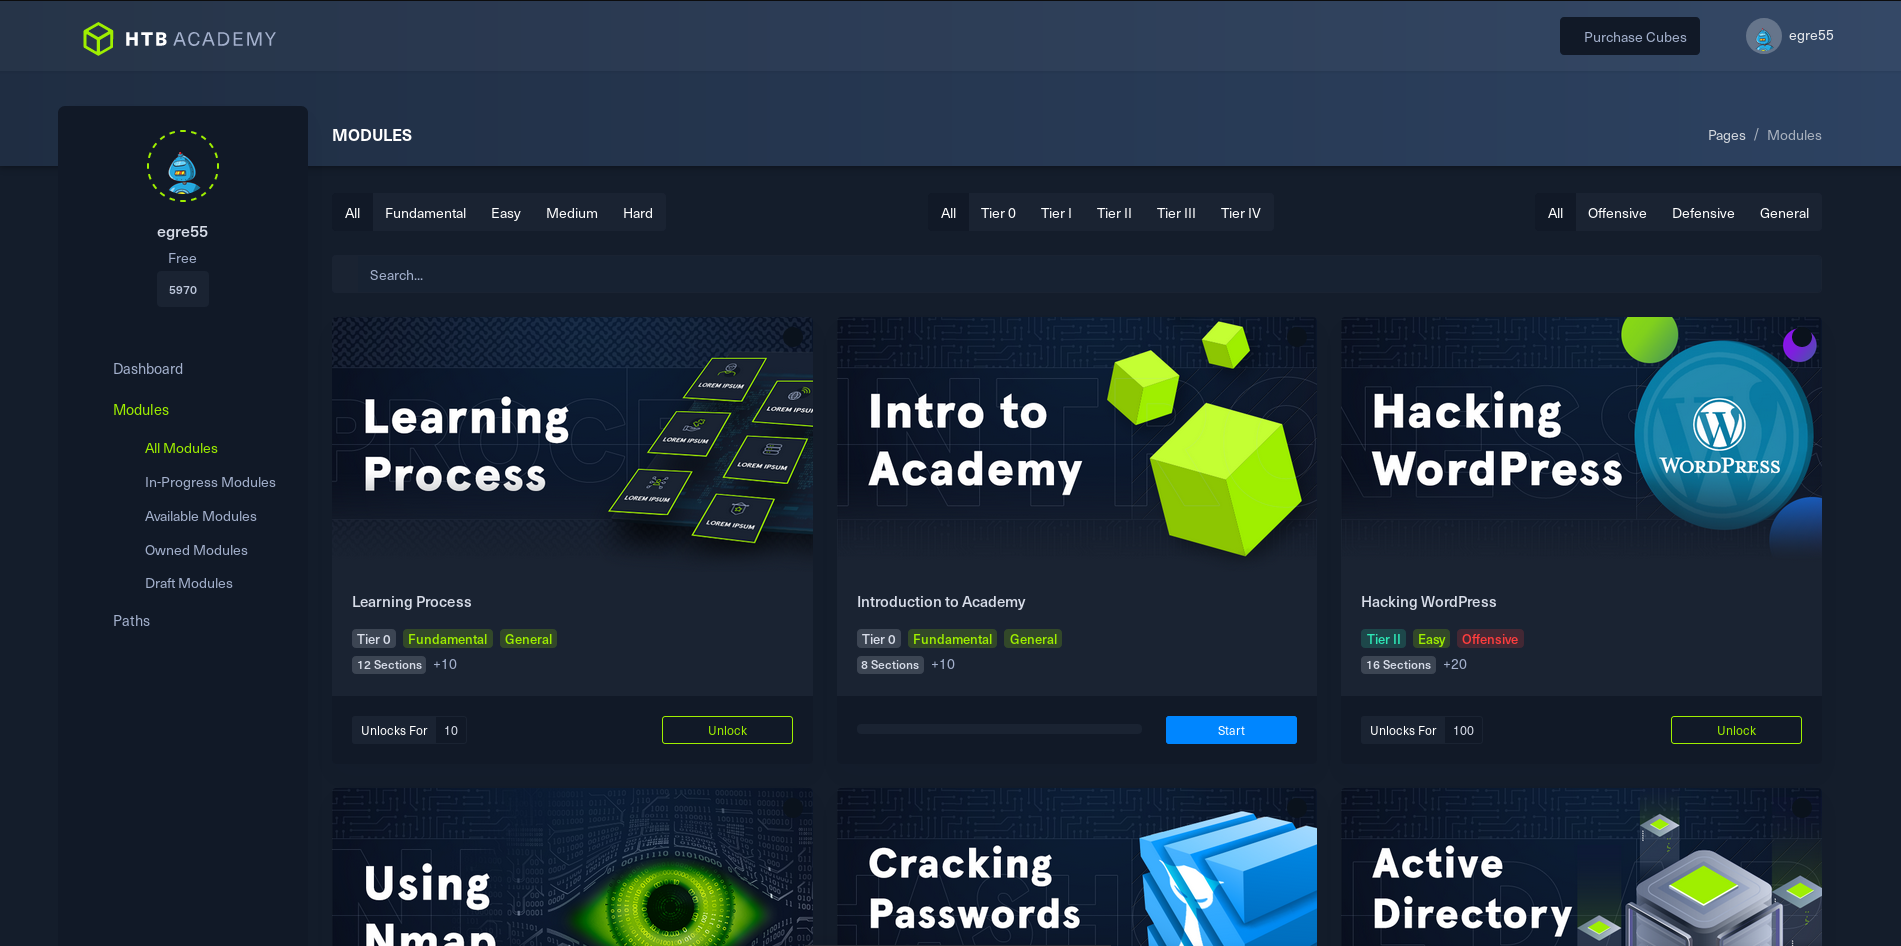 HTB ACADEMY
Purchase Cubes
egre55
MODULES
Pages / Modules
egre55
Free
5970
Dashboard
Modules
All Modules
In-Progress Modules
Available Modules
Owned Modules
Draft Modules
Paths
All Fundamental Easy Medium Hard
All Tier 0 Tier I Tier II Tier III Tier IV
All Offensive Defensive General
Search...
Learning
Process
LOREM IPSUM
LOREM IPSUM
LOREM IPSUM
LOREM IPSUM
LOREM IPSUM
LOREM IPSUM
Learning Process
Tier 0 Fundamental General
12 Sections +10
Unlocks For 10
Unlock
Intro to
Academy
Introduction to Academy
Tier 0 Fundamental General
8 Sections +10
Start
Hacking
WordPress
W
WORDPRESS
Hacking WordPress
Tier II Easy Offensive
16 Sections +20
Unlocks For 100
Unlock
Using
Nmap
Cracking
Passwords
Active
Directory